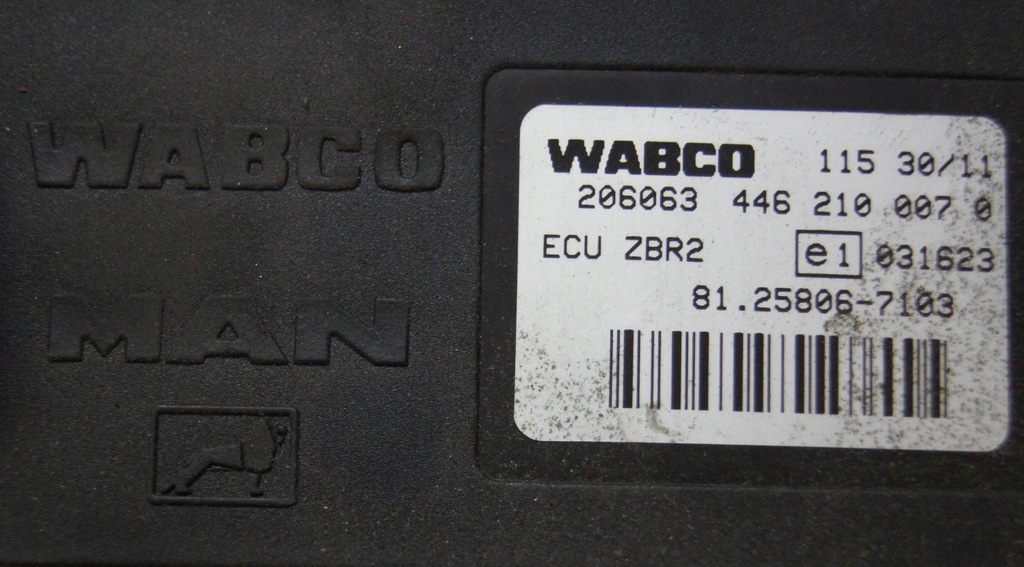 WABCO
MAN
WABCO 115 30/11
206063 446 210 007 0
ECU ZBR2 e1 031623
81.25806-7103